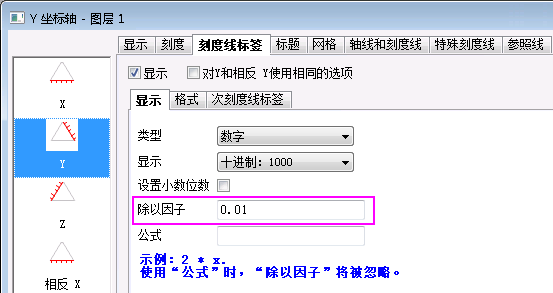 Y 坐标轴 - 图层 1
显示 刻度 刻度线标签 标题 网格 轴线和刻度线 特殊刻度线标签 参照线
显示 对Y和相反 Y使用相同的选项
X
Y
Z
相反 X
显示 格式 次刻度线标签
类型 数字
显示 十进制: 1000
设置小数位数
除以因子 0.01
公式
示例: 2 * x.
使用“公式”时，“除以因子”将被忽略。